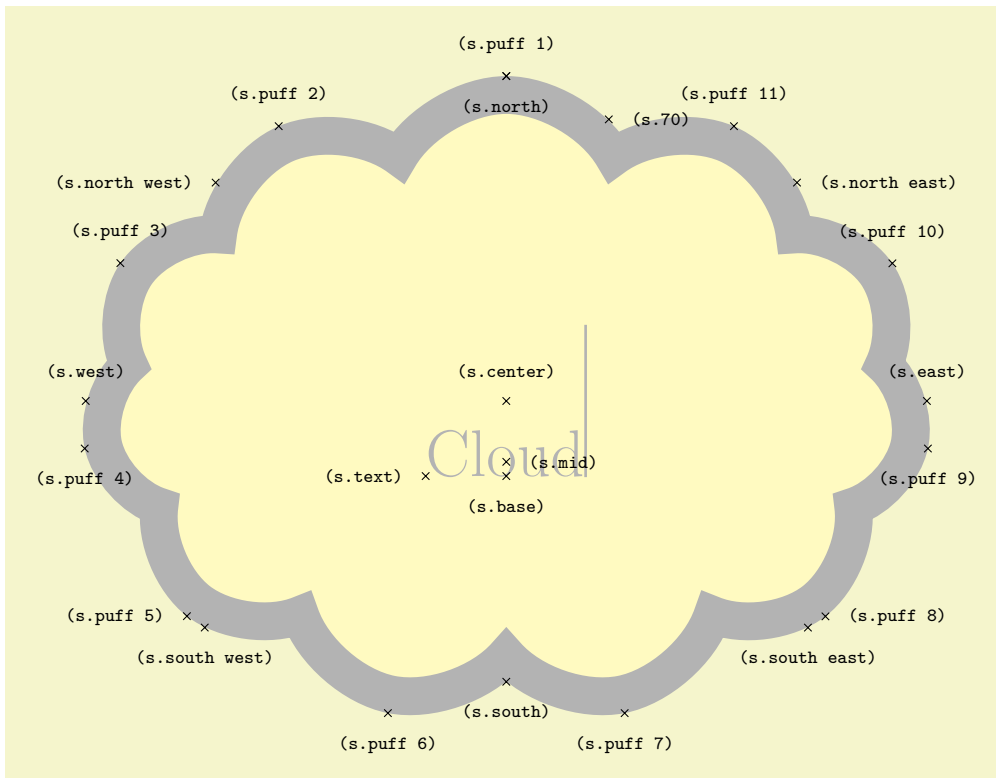 (s.puff 1)
(s.puff 2)
(s.puff 11)
(s.north)
(s.70)
(s.north west)
(s.north east)
(s.puff 3)
(s.puff 10)
(s.west)
(s.center)
(s.east)
Cloud
(s.mid)
(s.text)
(s.puff 4)
(s.puff 9)
(s.base)
(s.puff 5)
(s.puff 8)
(s.south west)
(s.south east)
(s.south)
(s.puff 6)
(s.puff 7)